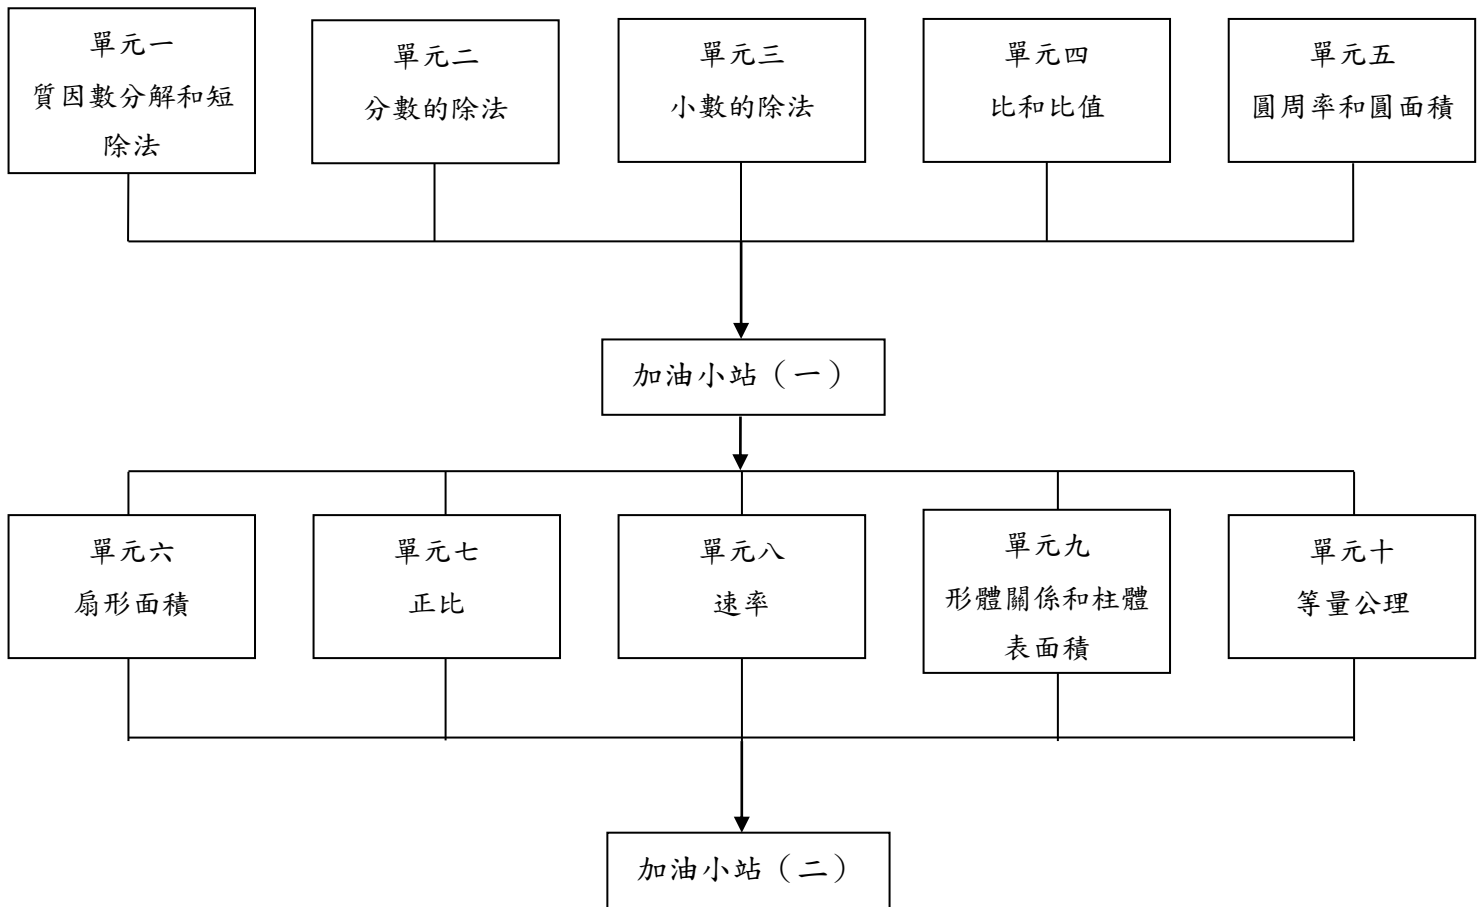 單元一
質因數分解和短
除法
單元二
分數的除法
單元三
小數的除法
單元四
比和比值
單元五
圓周率和圓面積
加油小站（一）
單元六
扇形面積
單元七
正比
單元八
速率
單元九
形體關係和柱體
表面積
單元十
等量公理
加油小站（二）